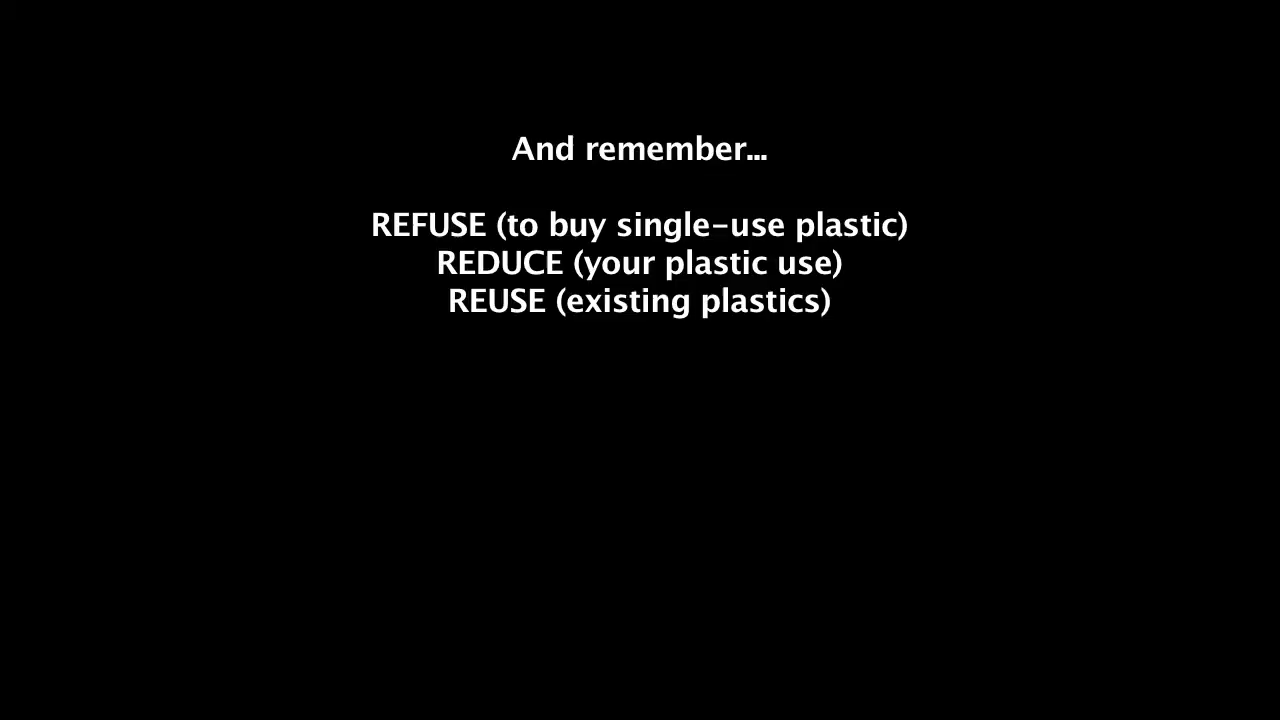 And remember...
REFUSE (to buy single-use plastic)
REDUCE (your plastic use)
REUSE (existing plastics)